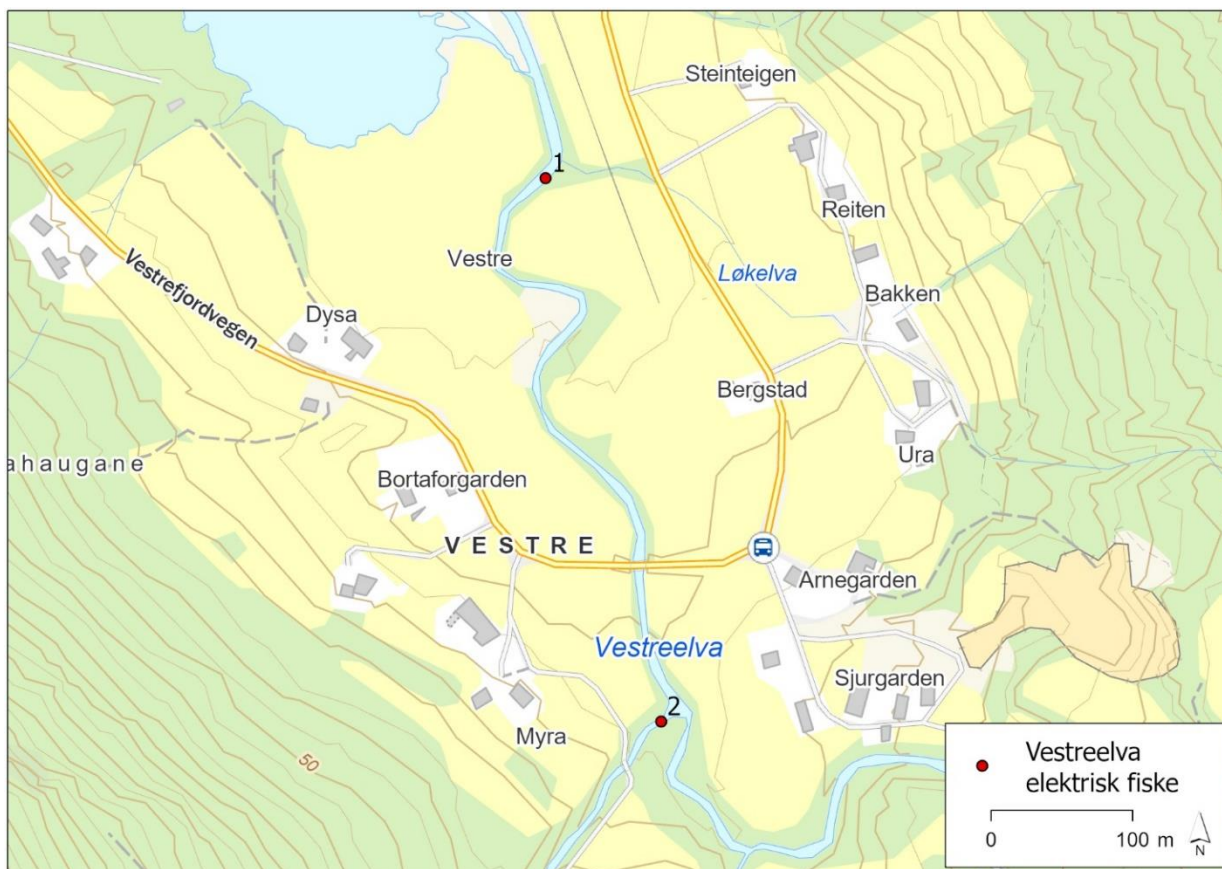 Steinteigen
1
Reiten
Vestre
Løkelva
Bakken
Vestrefjordvegen
Dysa
Bergstad
Ura
ahaugane
Bortaforgarden
VESTRE
Arnegarden
Vestreelva
Sjurgarden
2
Myra
50
Vestreelva
elektrisk fiske
0 100 m
N